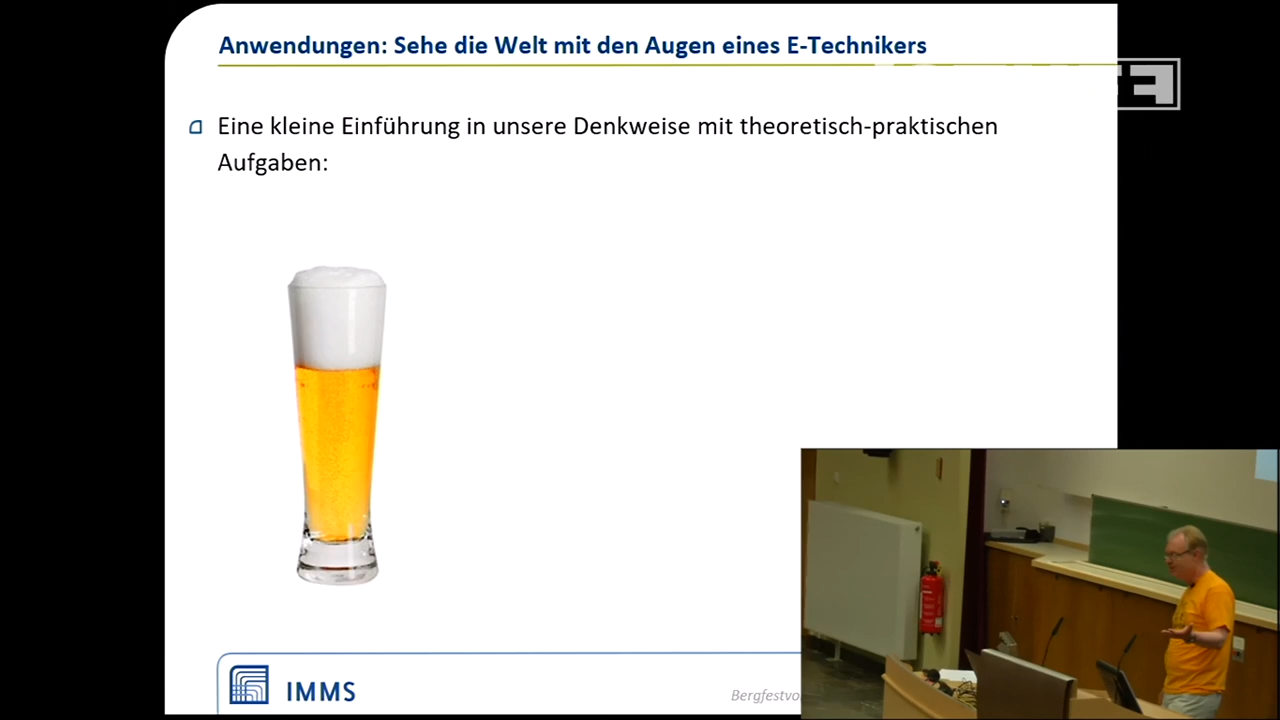 Anwendungen: Sehe die Welt mit den Augen eines E-Technikers
Eine kleine Einführung in unsere Denkweise mit theoretisch-praktischen
Aufgaben:
IMMS